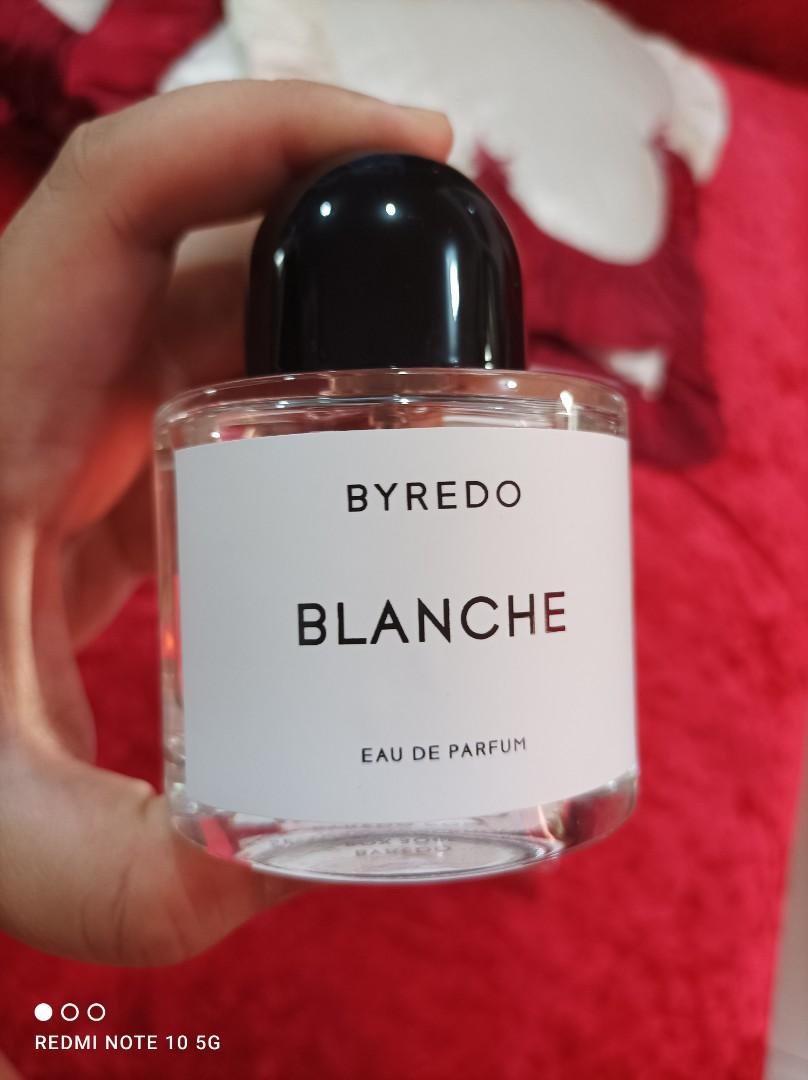 BYREDO
BLANCHE
EAU DE PARFUM
REDMI NOTE 10 5G